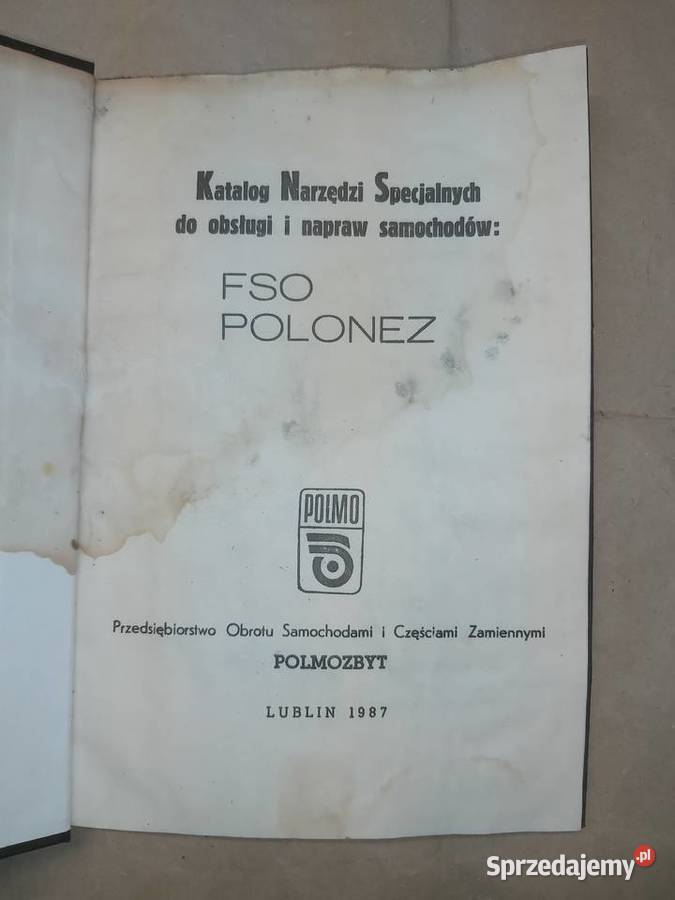 Katalog Narzędzi Specjalnych
do obsługi i napraw samochodów:
FSO
POLONEZ
POLMO
Przedsiębiorstwo Obrotu Samochodami i Częściami Zamiennymi
POLMOZBYT
LUBLIN 1987
Sprzedajemy.pl